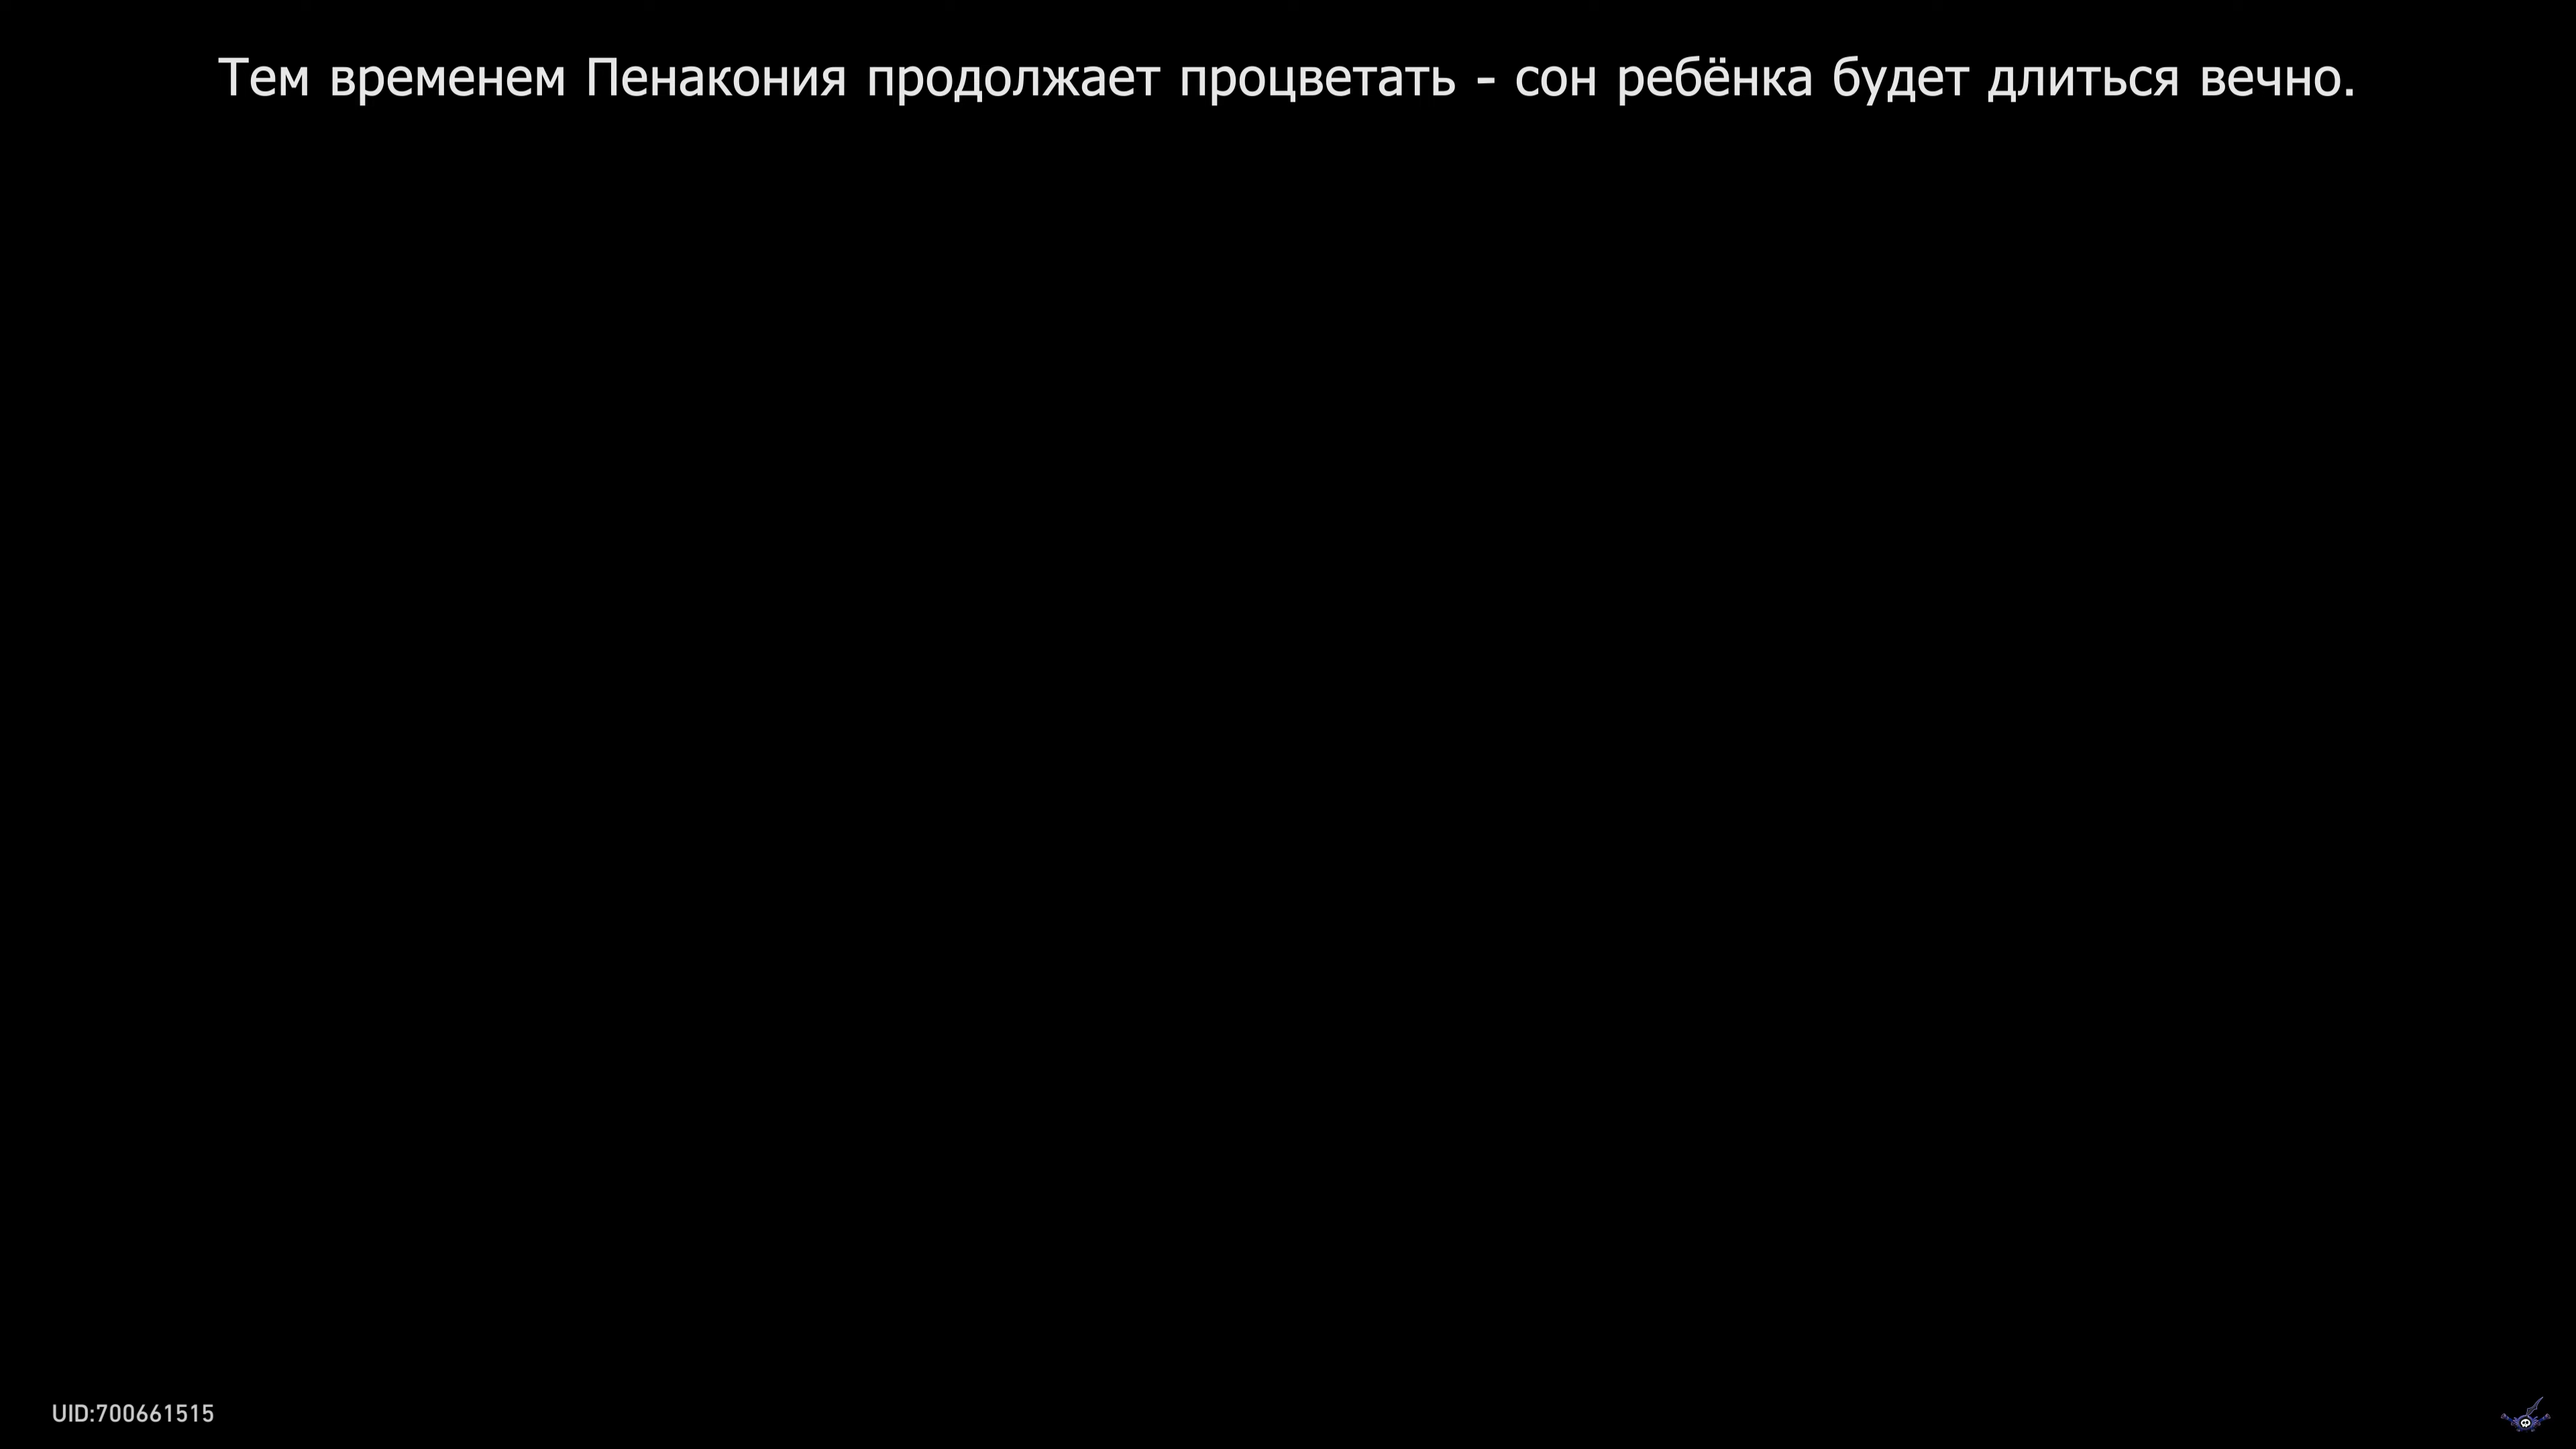 Тем временем Пенакония продолжает процветать - сон ребёнка будет длиться вечно.
UID:700661515